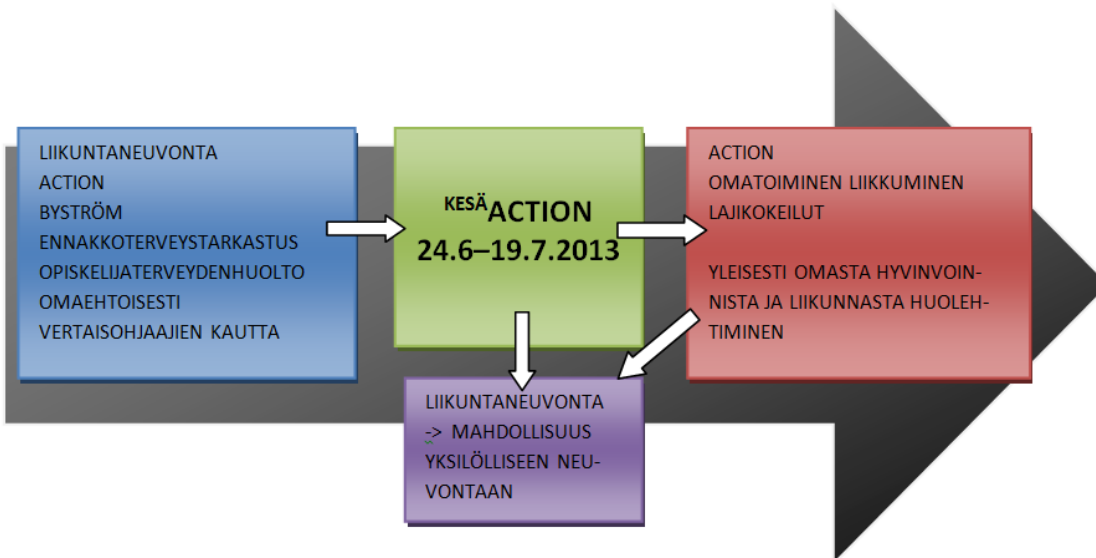 LIIKUNTANEUVONTA
ACTION
BYSTRÖM
ENNAKKOTERVEYSTARKASTUS
OPISKELIJATERVEYDENHUOLTO
OMAEHTOISESTI
VERTAISOHJAAJIEN KAUTTA
KESÄACTION
24.6–19.7.2013
ACTION
OMATOIMINEN LIIKKUMINEN
LAJIKOKEILUT
YLEISESTI OMASTA HYVINVOIN-
NISTA JA LIIKUNNASTA HUOLEH-
TIMINEN
LIIKUNTANEUVONTA
-> MAHDOLLISUUS
YKSILÖLLISEEN NEU-
VONTAAN